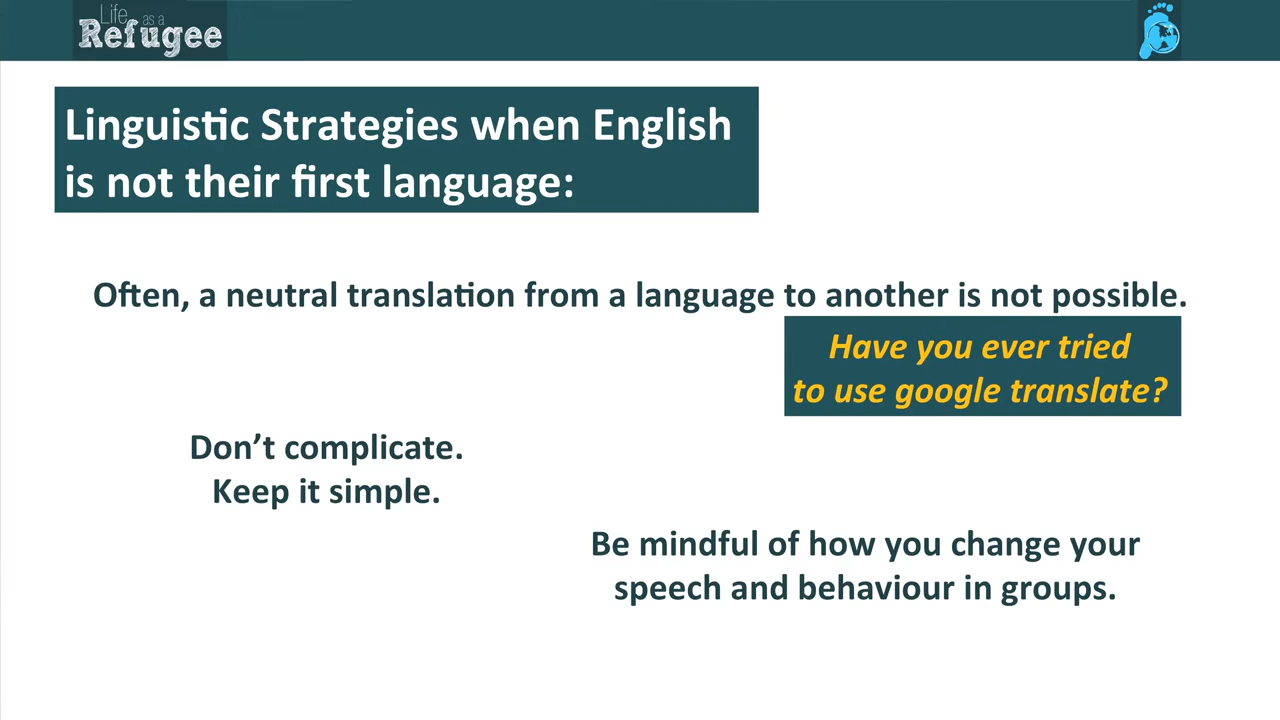 Life as a
Refugee
Linguistic Strategies when English
is not their first language:
Often, a neutral translation from a language to another is not possible.
Have you ever tried
to use google translate?
Don’t complicate.
Keep it simple.
Be mindful of how you change your
speech and behaviour in groups.